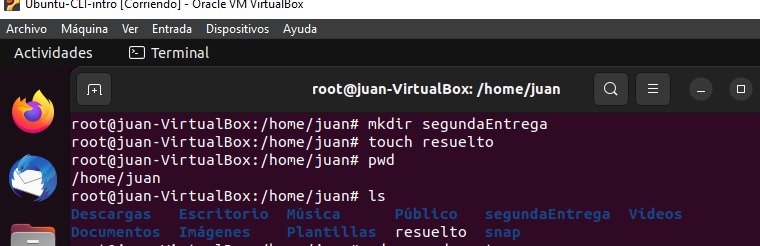 Ubuntu-CLI-intro [Corriendo] - Oracle VM VirtualBox
Archivo Máquina Ver Entrada Dispositivos Ayuda
Actividades Terminal
root@juan-VirtualBox: /home/juan
root@juan-VirtualBox:/home/juan# mkdir segundaEntrega
root@juan-VirtualBox:/home/juan# touch resuelto
root@juan-VirtualBox:/home/juan# pwd
/home/juan
root@juan-VirtualBox:/home/juan# ls
Descargas Escritorio Música Público segundaEntrega Vídeos
Documentos Imágenes Plantillas resuelto snap